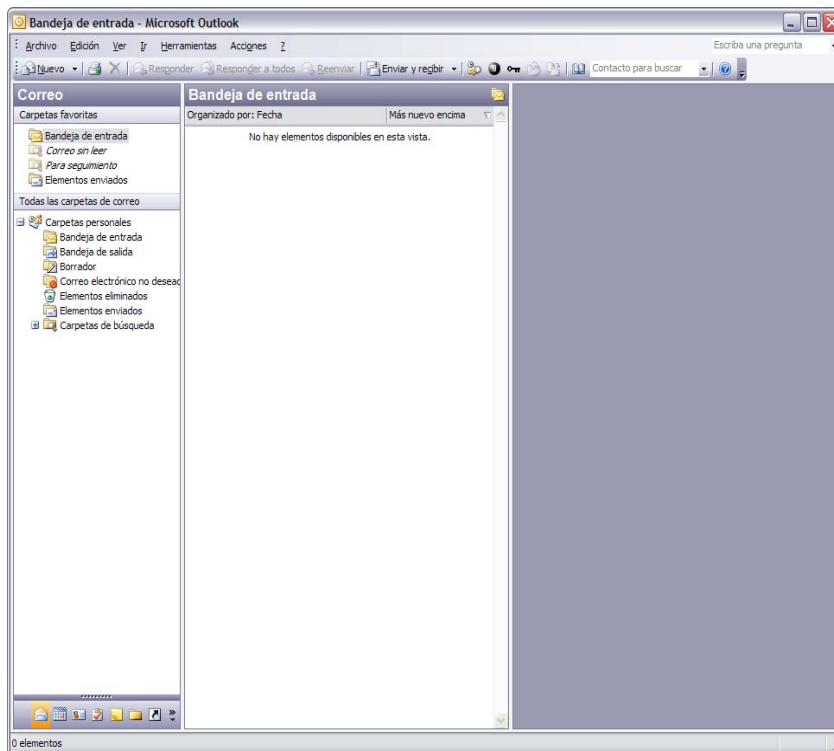 Bandeja de entrada - Microsoft Outlook
Archivo Edición Ver Ir Herramientas Acciones ? Escriba una pregunta
Nuevo Responder Responder a todos Reenviar Enviar y recibir Contacto para buscar
Correo
Carpetas favoritas
Bandeja de entrada
Correo sin leer
Para seguimiento
Elementos enviados
Todas las carpetas de correo
Carpetas personales
Bandeja de entrada
Bandeja de salida
Borrador
Correo electrónico no desead
Elementos eliminados
Elementos enviados
Carpetas de búsqueda
Bandeja de entrada
Organizado por: Fecha Más nuevo encima
No hay elementos disponibles en esta vista.
0 elementos